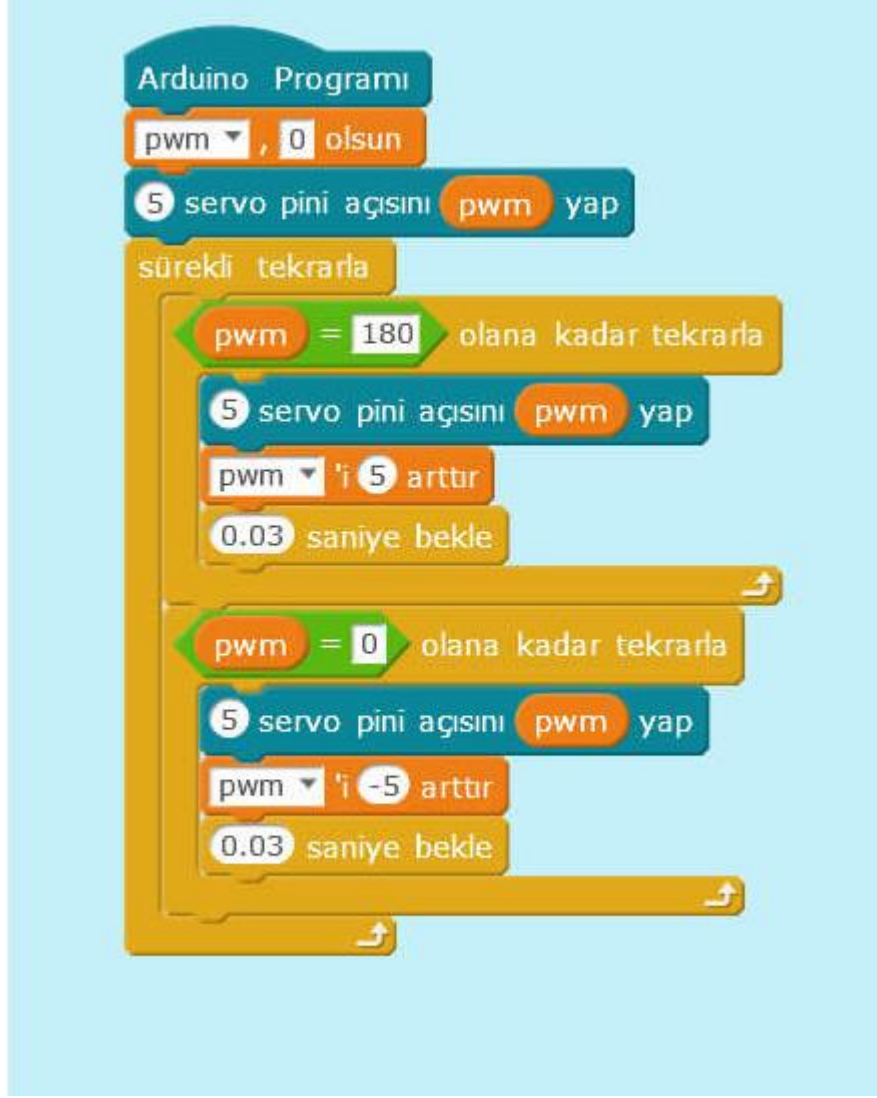 Arduino Programı
pwm , 0 olsun
5 servo pini açısını pwm yap
sürekli tekrarla
pwm = 180 olana kadar tekrarla
5 servo pini açısını pwm yap
pwm 'i 5 arttır
0.03 saniye bekle
pwm = 0 olana kadar tekrarla
5 servo pini açısını pwm yap
pwm 'i -5 arttır
0.03 saniye bekle